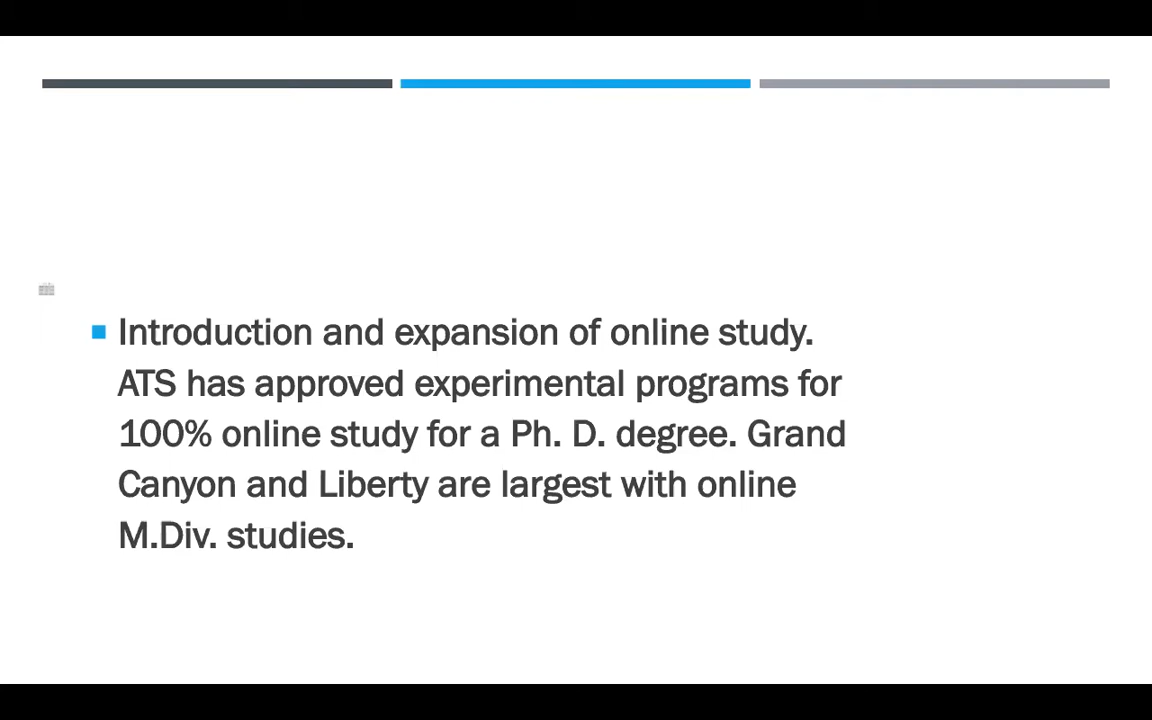 Introduction and expansion of online study.
ATS has approved experimental programs for
100% online study for a Ph. D. degree. Grand
Canyon and Liberty are largest with online
M.Div. studies.